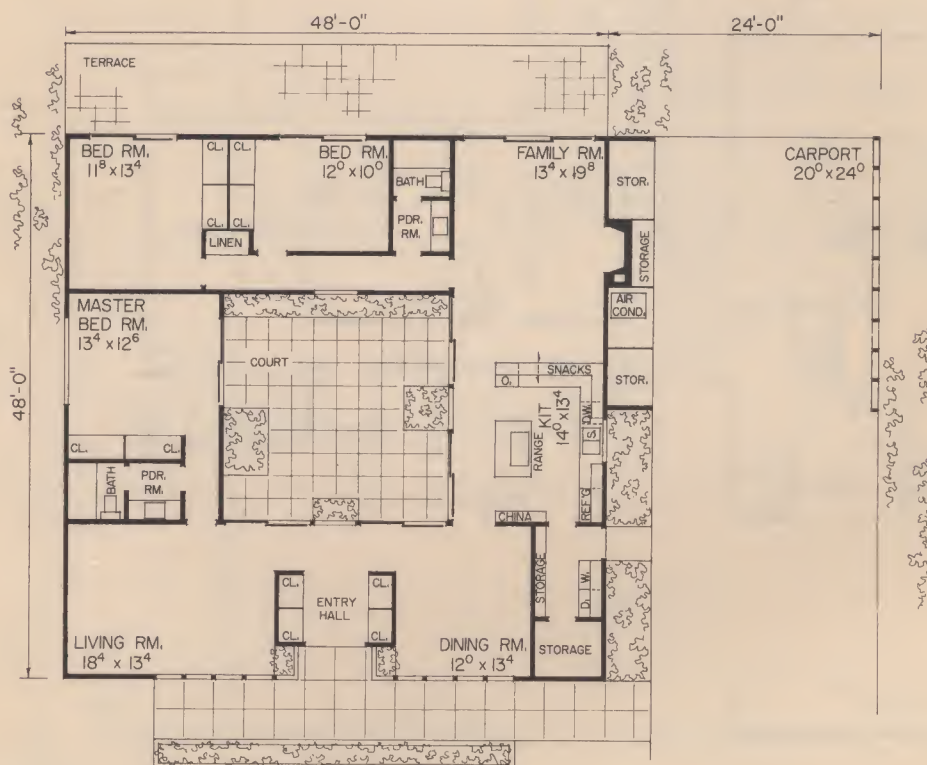 48'-0"
24'-0"
TERRACE
BED RM.
11⁸ x 13⁴
CL.
CL.
CL.
CL.
LINEN
BED RM.
12⁰ x 10⁰
BATH
PDR.
RM.
FAMILY RM.
13⁴ x 19⁸
STOR.
STORAGE
AIR
COND.
STOR.
CARPORT
20⁰ x 24⁰
48'-0"
MASTER
BED RM.
13⁴ x 12⁶
COURT
SNACKS
O.
KIT
14⁰ x 13⁴
RANGE
D.W.
S.
REF'G
CHINA
CL.
CL.
BATH
PDR.
RM.
CL.
CL.
ENTRY
HALL
CL.
CL.
STORAGE
W.
D.
STORAGE
LIVING RM.
18⁴ x 13⁴
DINING RM.
12⁰ x 13⁴